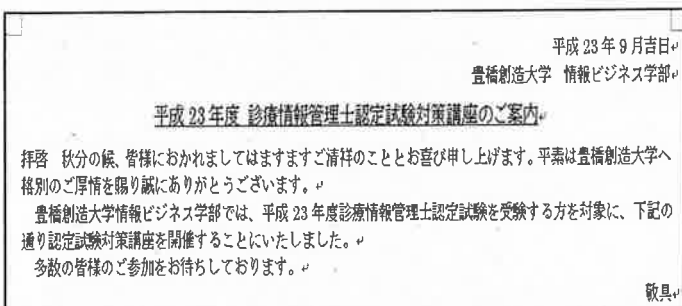 平成 23 年 9 月吉日
豊橋創造大学　情報ビジネス学部
平成 23 年度 診療情報管理士認定試験対策講座のご案内
拝啓　秋分の候、皆様におかれましてはますますご清祥のこととお喜び申し上げます。平素は豊橋創造大学へ
格別のご厚情を賜り誠にありがとうございます。
豊橋創造大学情報ビジネス学部では、平成 23 年度診療情報管理士認定試験を受験する方を対象に、下記の
通り認定試験対策講座を開催することにいたしました。
多数の皆様のご参加をお待ちしております。
敬具